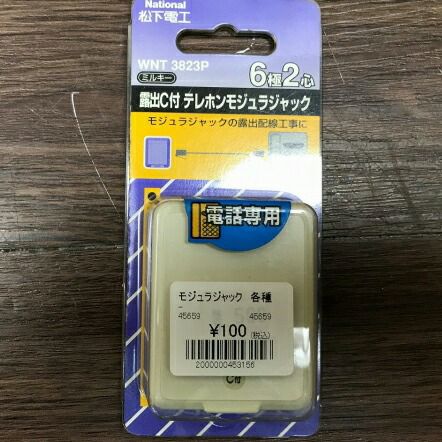 National
松下電工
WNT 3823P
ミルキー
6極2心
露出C付 テレホンモジュラジャック
モジュラジャックの露出配線工事に
電話専用
モジュラジャック 各種
-
45659 45659
¥100 (税込)
2000000453156
C付